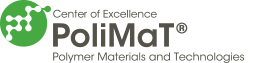 Center of Excellence
PoliMaT®
Polymer Materials and Technologies